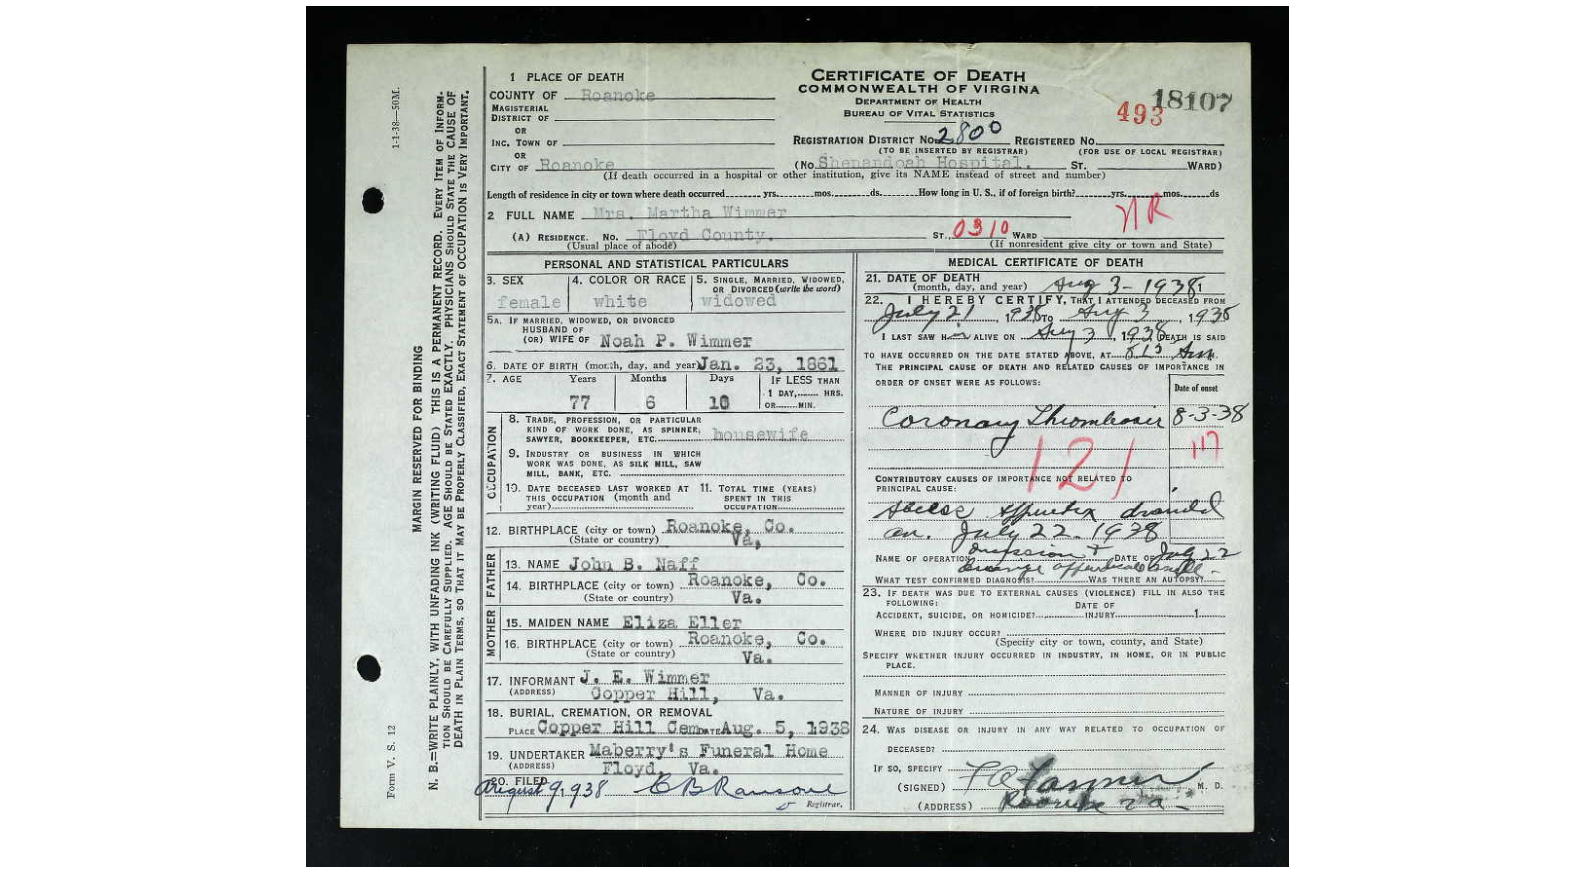 1 PLACE OF DEATH
COUNTY OF Roanoke
MAGISTERIAL
DISTRICT OF
OR
INC. TOWN OF
OR
CITY OF Roanoke
CERTIFICATE OF DEATH
COMMONWEALTH OF VIRGINIA
DEPARTMENT OF HEALTH
BUREAU OF VITAL STATISTICS
493 18107
REGISTRATION DISTRICT NO. 2800 REGISTERED NO.
(TO BE INSERTED BY REGISTRAR) (FOR USE OF LOCAL REGISTRAR)
(No. Shenandoah Hospital. ST. WARD)
(If death occurred in a hospital or other institution, give its NAME instead of street and number)
Length of residence in city or town where death occurred yrs. mos. ds. How long in U. S., if of foreign birth? yrs. mos. ds
2 FULL NAME Mrs. Martha Wimmer
NR
(A) RESIDENCE. NO. Floyd County. ST., 0310 WARD
(Usual place of abode) (If nonresident give city or town and State)
PERSONAL AND STATISTICAL PARTICULARS
3. SEX 4. COLOR OR RACE 5. SINGLE, MARRIED, WIDOWED,
OR DIVORCED (write the word)
female white widowed
5A. IF MARRIED, WIDOWED, OR DIVORCED
HUSBAND OF
(OR) WIFE OF Noah P. Wimmer
6. DATE OF BIRTH (month, day, and year) Jan. 23, 1861
7. AGE Years Months Days IF LESS THAN
1 DAY, HRS.
77 6 10 OR MIN.
OCCUPATION
8. TRADE, PROFESSION, OR PARTICULAR
KIND OF WORK DONE, AS SPINNER,
SAWYER, BOOKKEEPER, ETC. housewife
9. INDUSTRY OR BUSINESS IN WHICH
WORK WAS DONE, AS SILK MILL, SAW
MILL, BANK, ETC.
10. DATE DECEASED LAST WORKED AT 11. TOTAL TIME (YEARS)
THIS OCCUPATION (month and SPENT IN THIS
year) OCCUPATION
12. BIRTHPLACE (city or town) Roanoke, Co.
(State or country) Va,
FATHER
13. NAME John B. Naff
14. BIRTHPLACE (city or town) Roanoke, Co.
(State or country) Va.
MOTHER
15. MAIDEN NAME Eliza Eller
16. BIRTHPLACE (city or town) Roanoke, Co.
(State or country) Va.
17. INFORMANT J. E. Wimmer
(ADDRESS) Copper Hill, Va.
18. BURIAL, CREMATION, OR REMOVAL
PLACE Copper Hill Cem DATE Aug. 5, 1938
19. UNDERTAKER Maberry's Funeral Home
(ADDRESS) Floyd, Va.
20. FILED
August 9, 1938 C B Ransone
Registrar.
MEDICAL CERTIFICATE OF DEATH
21. DATE OF DEATH
(month, day, and year) Aug 3- 1938
22. I HEREBY CERTIFY, THAT I ATTENDED DECEASED FROM
July 21, 1938 TO Aug 3, 1938
I LAST SAW H ALIVE ON Aug 3, 1938, DEATH IS SAID
TO HAVE OCCURRED ON THE DATE STATED ABOVE, AT
THE PRINCIPAL CAUSE OF DEATH AND RELATED CAUSES OF IMPORTANCE IN
ORDER OF ONSET WERE AS FOLLOWS: Date of onset
Coronary Thrombosis 8-3-38
121 117
CONTRIBUTORY CAUSES OF IMPORTANCE NOT RELATED TO
PRINCIPAL CAUSE:
on. July 22. 1938
NAME OF OPERATION DATE OF July 22
WHAT TEST CONFIRMED DIAGNOSIS? WAS THERE AN AUTOPSY?
23. IF DEATH WAS DUE TO EXTERNAL CAUSES (VIOLENCE) FILL IN ALSO THE
FOLLOWING: DATE OF
ACCIDENT, SUICIDE, OR HOMICIDE? INJURY 1
WHERE DID INJURY OCCUR?
(Specify city or town, county, and State)
SPECIFY WHETHER INJURY OCCURRED IN INDUSTRY, IN HOME, OR IN PUBLIC
PLACE.
MANNER OF INJURY
NATURE OF INJURY
24. WAS DISEASE OR INJURY IN ANY WAY RELATED TO OCCUPATION OF
DECEASED?
IF SO, SPECIFY
(SIGNED) M. D.
(ADDRESS) Roanoke Va -
1-1-38—50M.
MARGIN RESERVED FOR BINDING
N. B.=WRITE PLAINLY, WITH UNFADING INK (WRITING FLUID) THIS IS A PERMANENT RECORD. EVERY ITEM OF INFORM-
TION SHOULD BE CAREFULLY SUPPLIED. AGE SHOULD BE STATED EXACTLY. PHYSICIANS SHOULD STATE THE CAUSE OF
DEATH IN PLAIN TERMS, SO THAT IT MAY BE PROPERLY CLASSIFIED. EXACT STATEMENT OF OCCUPATION IS VERY IMPORTANT.
Form V. S. 12